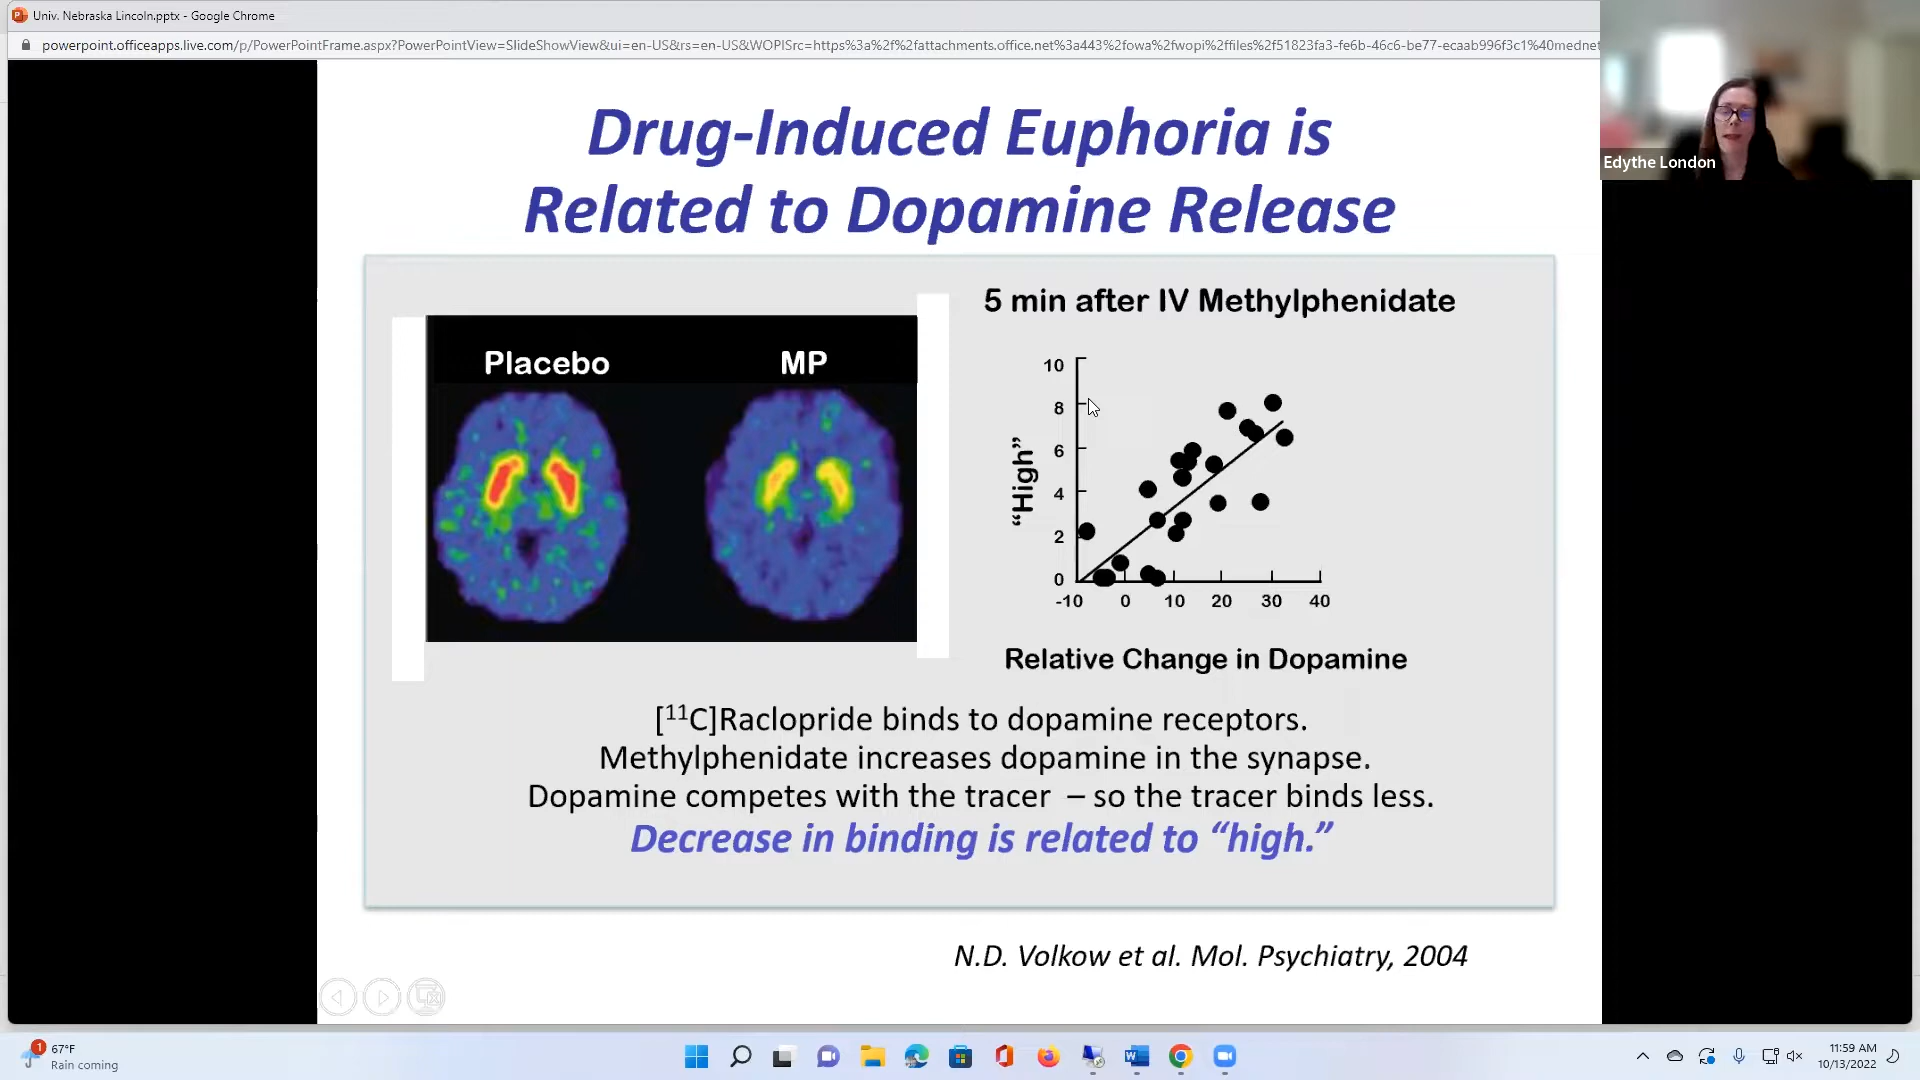 Univ. Nebraska Lincoln.pptx - Google Chrome
powerpoint.officeapps.live.com/p/PowerPointFrame.aspx?PowerPointView=SlideShowView&ui=en-US&rs=en-US&WOPISrc=https%3a%2f%2fattachments.office.net%3a443%2fowa%2fwopi%2ffiles%2f51823fa3-fe6b-46c6-be77-ecaab996f3c1%40mednet
Edythe London
Drug-Induced Euphoria is
Related to Dopamine Release
Placebo
MP
5 min after IV Methylphenidate
"High"
10
8
6
4
2
0
-10 0 10 20 30 40
Relative Change in Dopamine
[¹¹C]Raclopride binds to dopamine receptors.
Methylphenidate increases dopamine in the synapse.
Dopamine competes with the tracer – so the tracer binds less.
Decrease in binding is related to “high.”
N.D. Volkow et al. Mol. Psychiatry, 2004
1
67°F
Rain coming
11:59 AM
10/13/2022